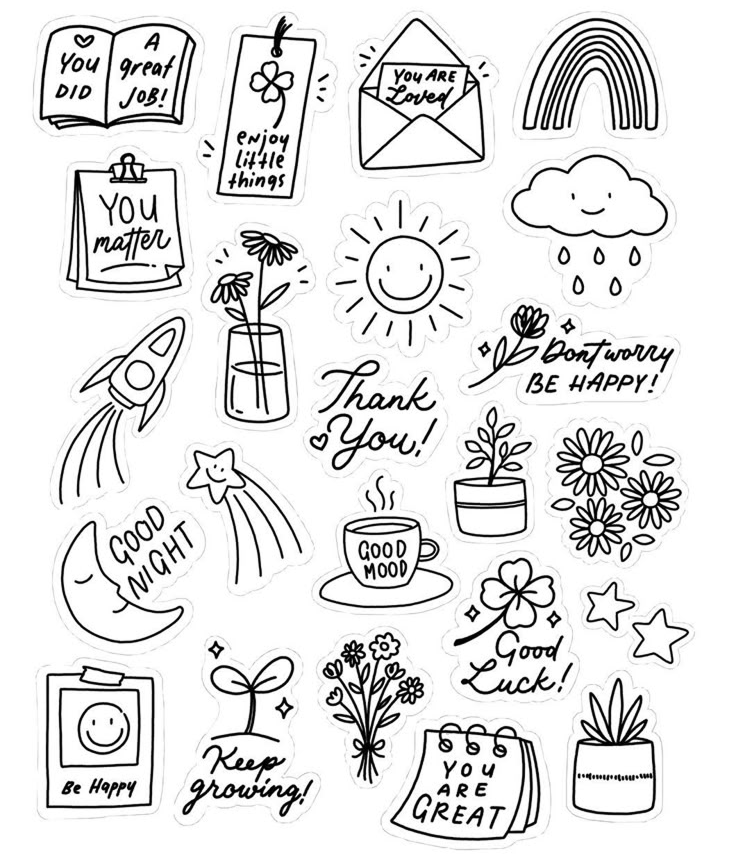 YOU
DID
A
great
JOB!
enjoy
little
things
YOU ARE
Loved
YOU
matter
Don't worry
BE HAPPY!
Thank
You!
GOOD
NIGHT
GOOD
MOOD
Good
Luck!
Be Happy
Keep
growing!
YOU
ARE
GREAT